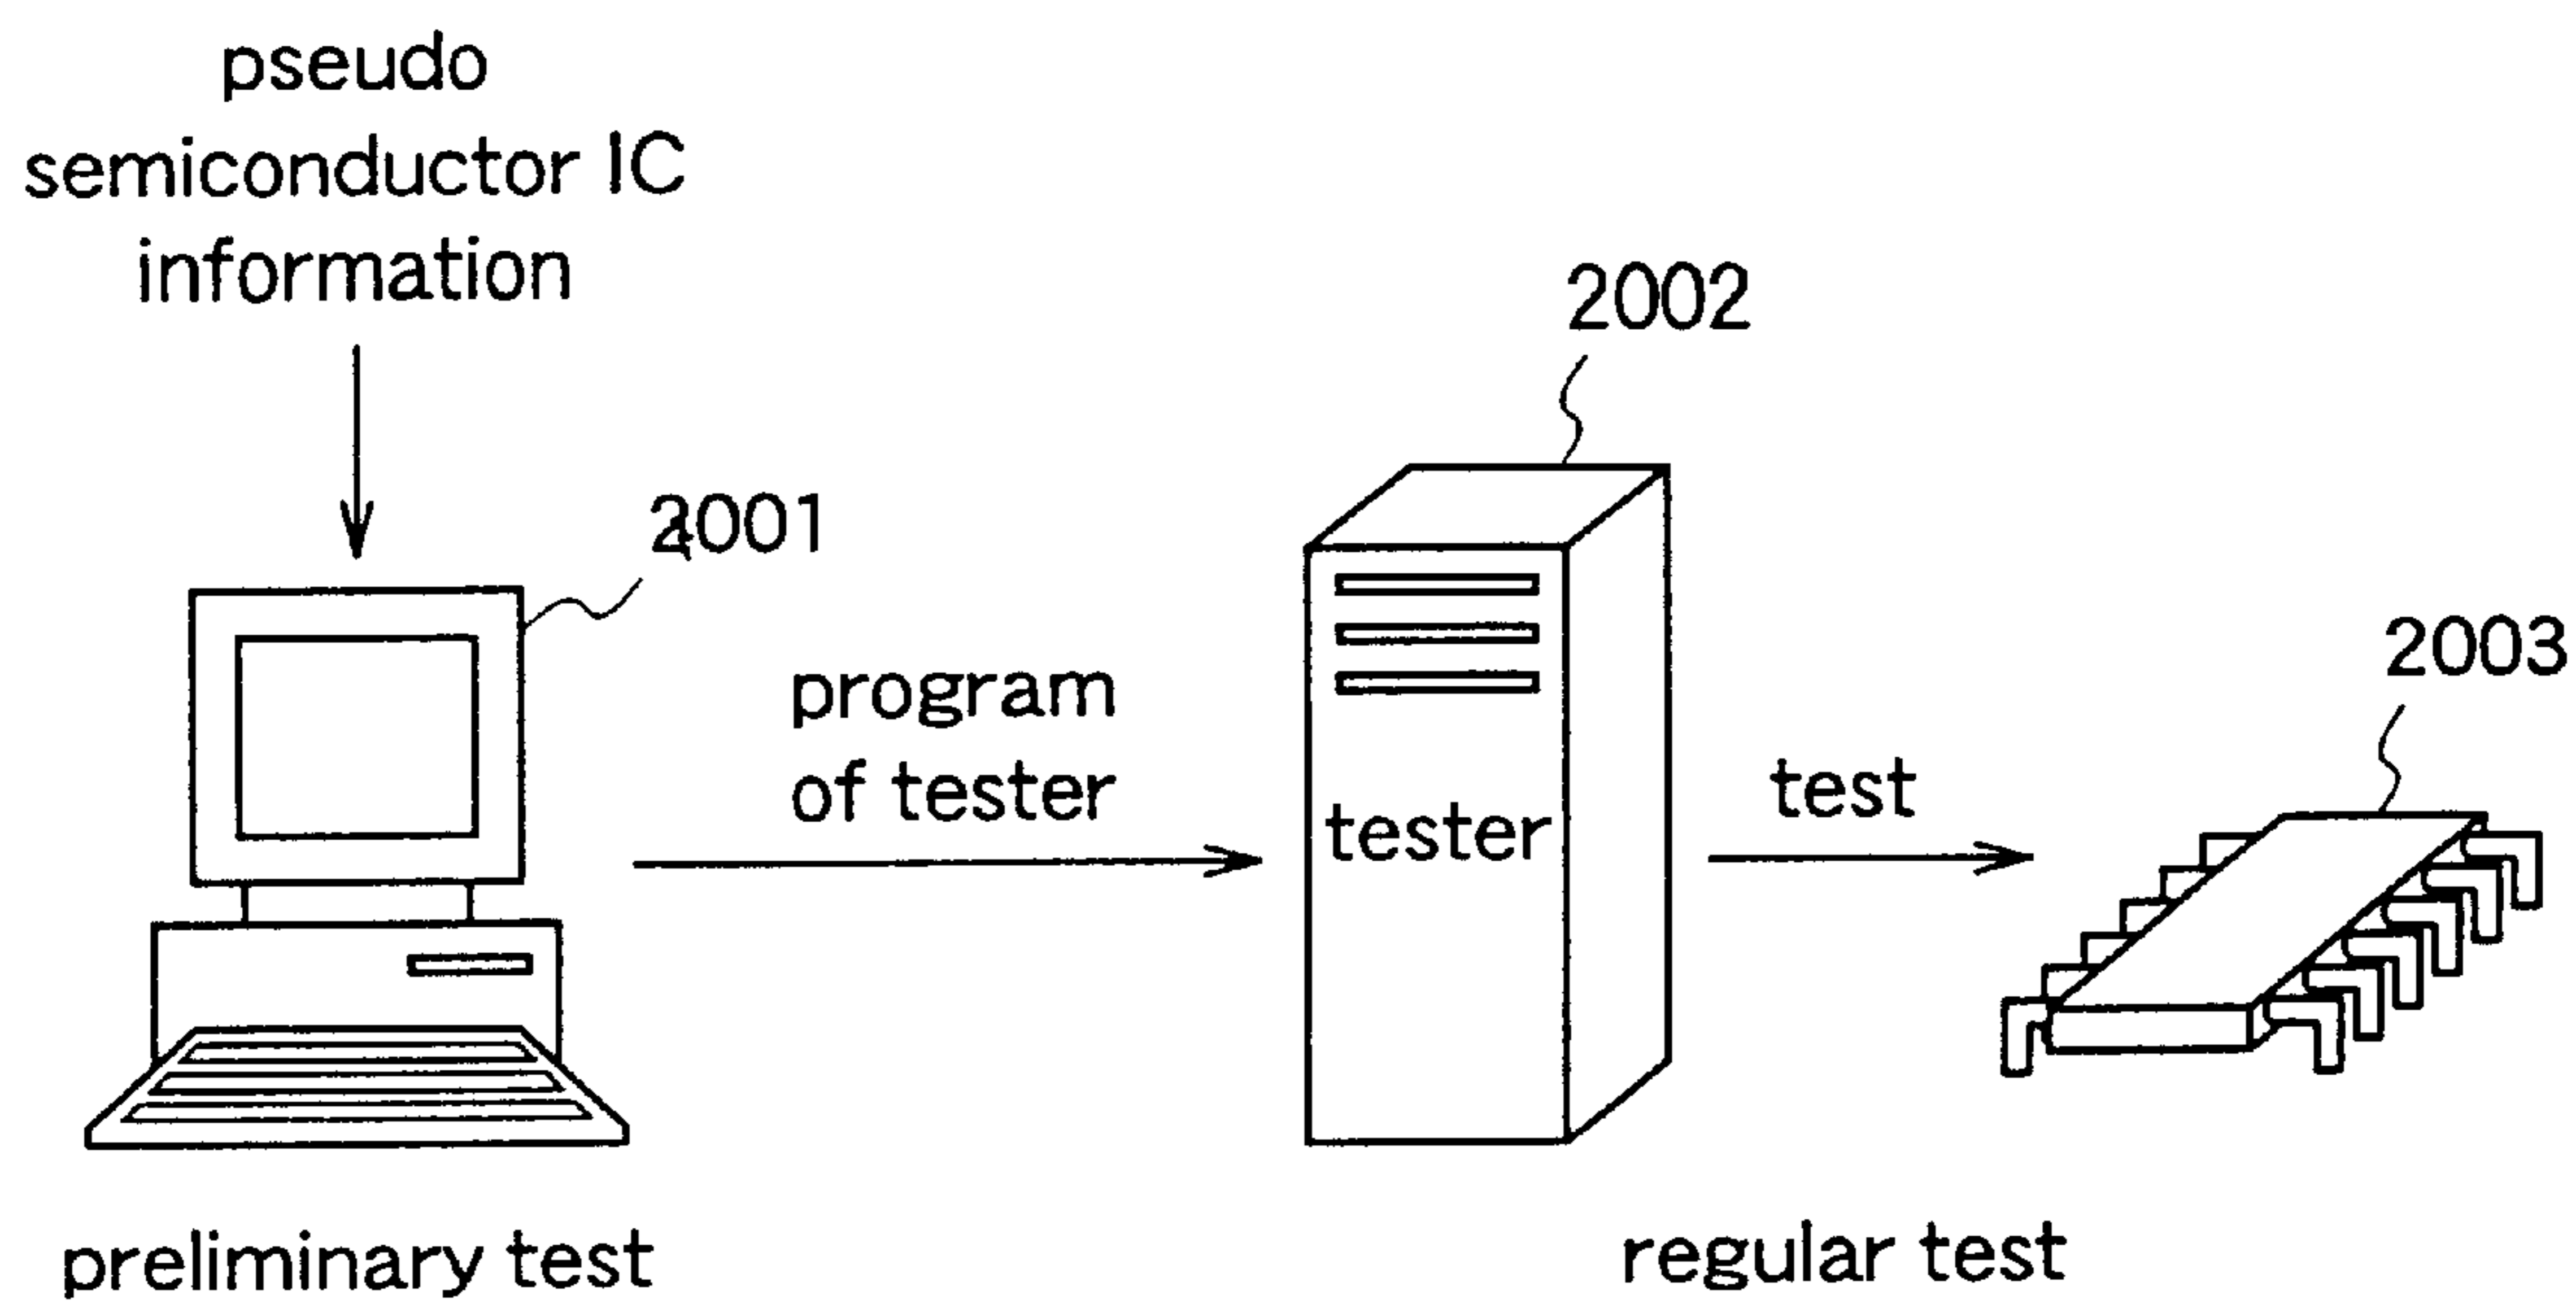 pseudo
semiconductor IC
information
2001
program
of tester
2002
tester
test
2003
preliminary test
regular test